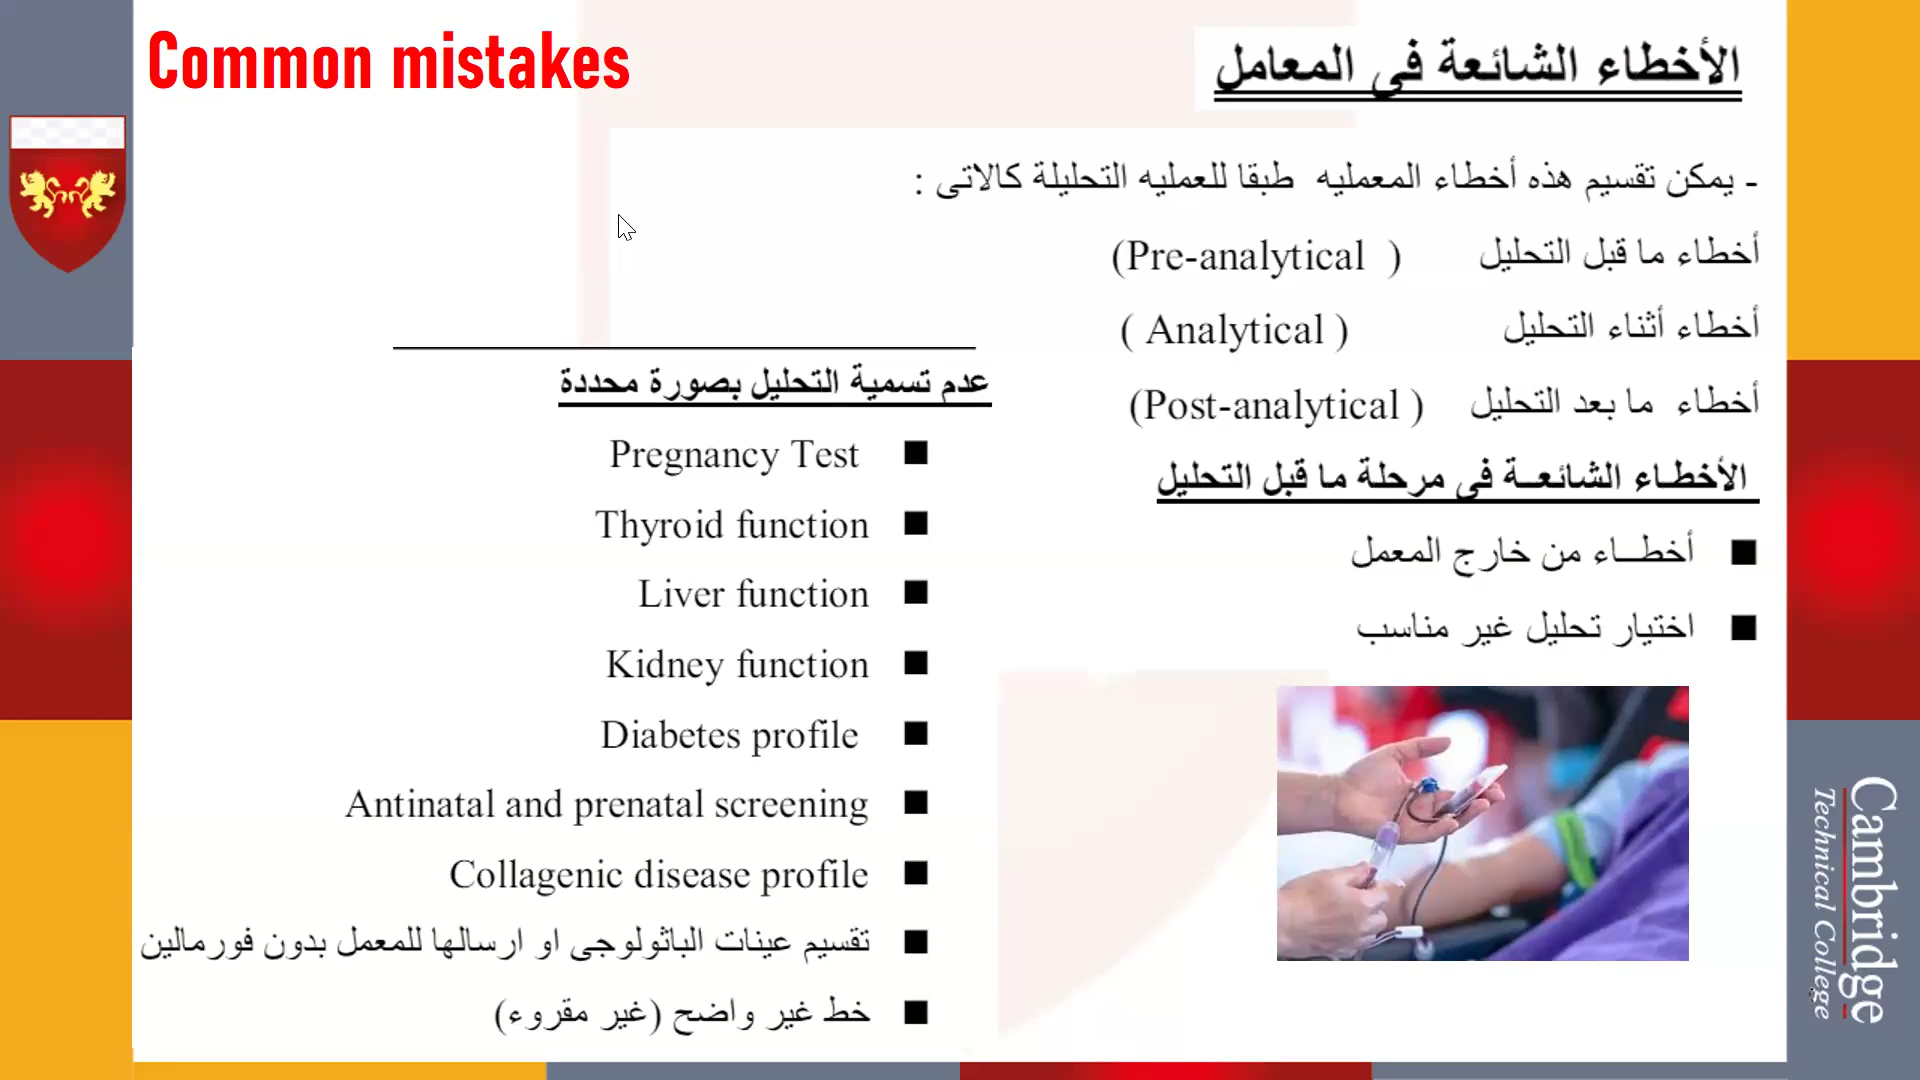 Common mistakes
الأخطاء الشائعة فى المعامل
- يمكن تقسيم هذه أخطاء المعمليه طبقا للعمليه التحليلة كالاتى :
أخطاء ما قبل التحليل (Pre-analytical )
أخطاء أثناء التحليل ( Analytical )
أخطاء ما بعد التحليل (Post-analytical )
الأخطـاء الشائعــة فى مرحلة ما قبل التحليل
■ أخطــاء من خارج المعمل
■ اختيار تحليل غير مناسب
عدم تسمية التحليل بصورة محددة
■ Pregnancy Test
■ Thyroid function
■ Liver function
■ Kidney function
■ Diabetes profile
■ Antinatal and prenatal screening
■ Collagenic disease profile
■ تقسيم عينات الباثولوجى او ارسالها للمعمل بدون فورمالين
■ خط غير واضح (غير مقروء)
Cambridge
Technical College